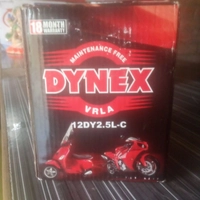 18 MONTH
WARRANTY
MAINTENANCE FREE
DYNEX
VRLA
12DY2.5L-C